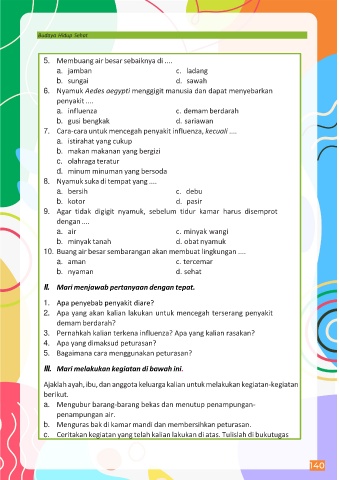 Budaya Hidup Sehat
5. Membuang air besar sebaiknya di ....
a. jamban c. ladang
b. sungai d. sawah
6. Nyamuk Aedes aegypti menggigit manusia dan dapat menyebarkan
penyakit ....
a. influenza c. demam berdarah
b. gusi bengkak d. sariawan
7. Cara-cara untuk mencegah penyakit influenza, kecuali ....
a. istirahat yang cukup
b. makan makanan yang bergizi
c. olahraga teratur
d. minum minuman yang bersoda
8. Nyamuk suka di tempat yang ....
a. bersih c. debu
b. kotor d. pasir
9. Agar tidak digigit nyamuk, sebelum tidur kamar harus disemprot
dengan ....
a. air c. minyak wangi
b. minyak tanah d. obat nyamuk
10. Buang air besar sembarangan akan membuat lingkungan ....
a. aman c. tercemar
b. nyaman d. sehat
II. Mari menjawab pertanyaan dengan tepat.
1. Apa penyebab penyakit diare?
2. Apa yang akan kalian lakukan untuk mencegah terserang penyakit
demam berdarah?
3. Pernahkah kalian terkena influenza? Apa yang kalian rasakan?
4. Apa yang dimaksud peturasan?
5. Bagaimana cara menggunakan peturasan?
III. Mari melakukan kegiatan di bawah ini.
Ajaklah ayah, ibu, dan anggota keluarga kalian untuk melakukan kegiatan-kegiatan
berikut.
a. Mengubur barang-barang bekas dan menutup penampungan-
penampungan air.
b. Menguras bak di kamar mandi dan membersihkan peturasan.
c. Ceritakan kegiatan yang telah kalian lakukan di atas. Tulislah di bukutugas
140